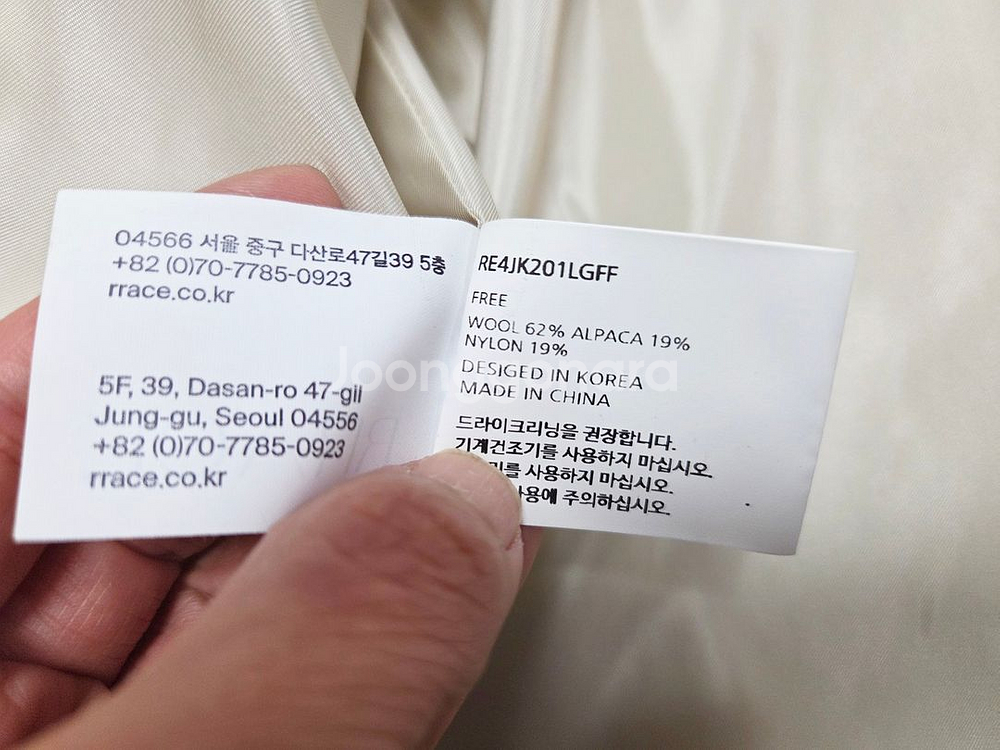 04566 서울 중구 다산로47길39 5층
+82 (0)70-7785-0923
rrace.co.kr
5F, 39, Dasan-ro 47-gil
Jung-gu, Seoul 04556
+82 (0)70-7785-0923
rrace.co.kr
RE4JK201LGFF
FREE
WOOL 62% ALPACA 19%
NYLON 19%
DESIGED IN KOREA
MADE IN CHINA
드라이크리닝을 권장합니다.
기계건조기를 사용하지 마십시오.
사용하지 마십시오.
주의하십시오.
Joongonara